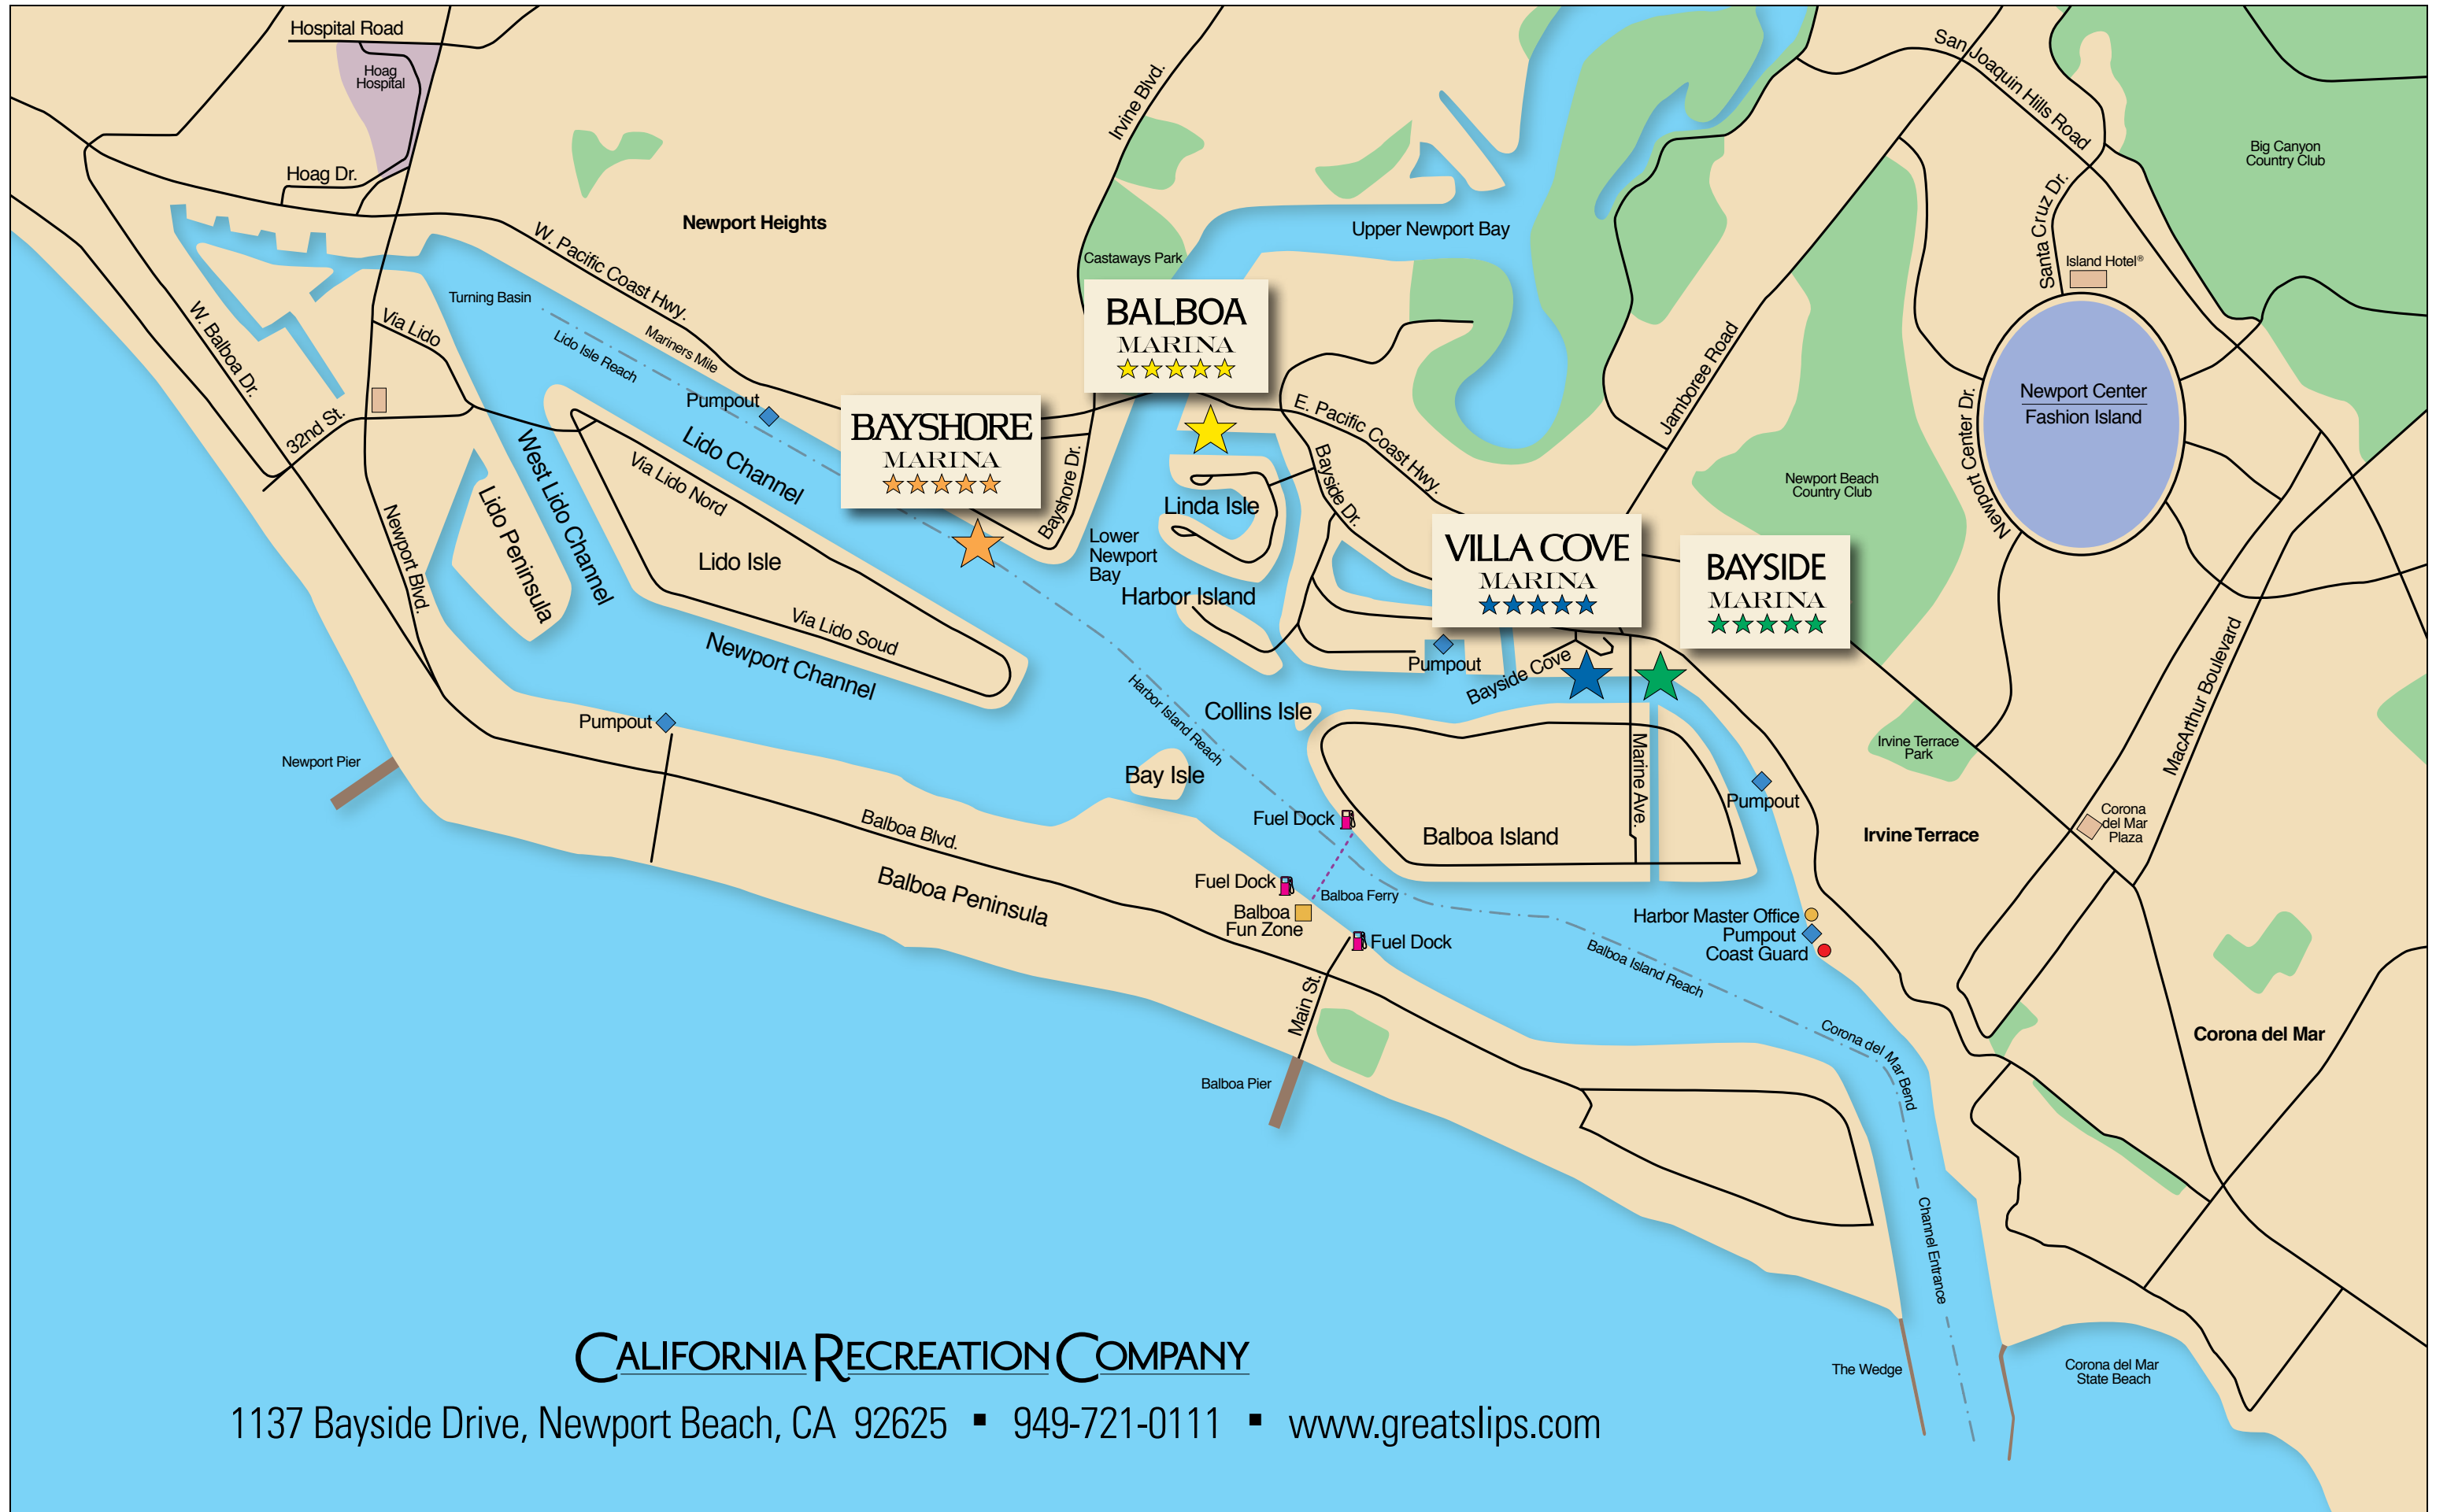 Hospital Road
Hoag
Hospital
Hoag Dr.
Irvine Blvd.
San Joaquin Hills Road
Big Canyon
Country Club
Newport Heights
W. Pacific Coast Hwy.
Castaways Park
Upper Newport Bay
Santa Cruz Dr.
Island Hotel®
Turning Basin
Lido Isle Reach
Mariners Mile
Via Lido
W. Balboa Dr.
32nd St.
Pumpout
BALBOA
MARINA
BAYSHORE
MARINA
E. Pacific Coast Hwy.
Jamboree Road
Newport Center
Fashion Island
Newport Center Dr.
Newport Beach
Country Club
West Lido Channel
Lido Channel
Via Lido Nord
Lido Isle
Via Lido Soud
Lido Peninsula
Newport Blvd.
Newport Channel
Bayshore Dr.
Lower
Newport
Bay
Linda Isle
Bayside Dr.
Harbor Island
VILLA COVE
MARINA
BAYSIDE
MARINA
Pumpout
Bayside Cove
Pumpout
Newport Pier
Harbor Island Reach
Collins Isle
Bay Isle
Marine Ave.
Pumpout
Irvine Terrace
Park
MacArthur Boulevard
Corona
del Mar
Plaza
Irvine Terrace
Fuel Dock
Balboa Island
Balboa Blvd.
Balboa Peninsula
Fuel Dock
Balboa Ferry
Balboa
Fun Zone
Fuel Dock
Harbor Master Office
Pumpout
Coast Guard
Balboa Island Reach
Main St.
Balboa Pier
Corona del Mar Bend
Corona del Mar
Channel Entrance
The Wedge
Corona del Mar
State Beach
CALIFORNIA RECREATION COMPANY
1137 Bayside Drive, Newport Beach, CA 92625 ▪ 949-721-0111 ▪ www.greatslips.com